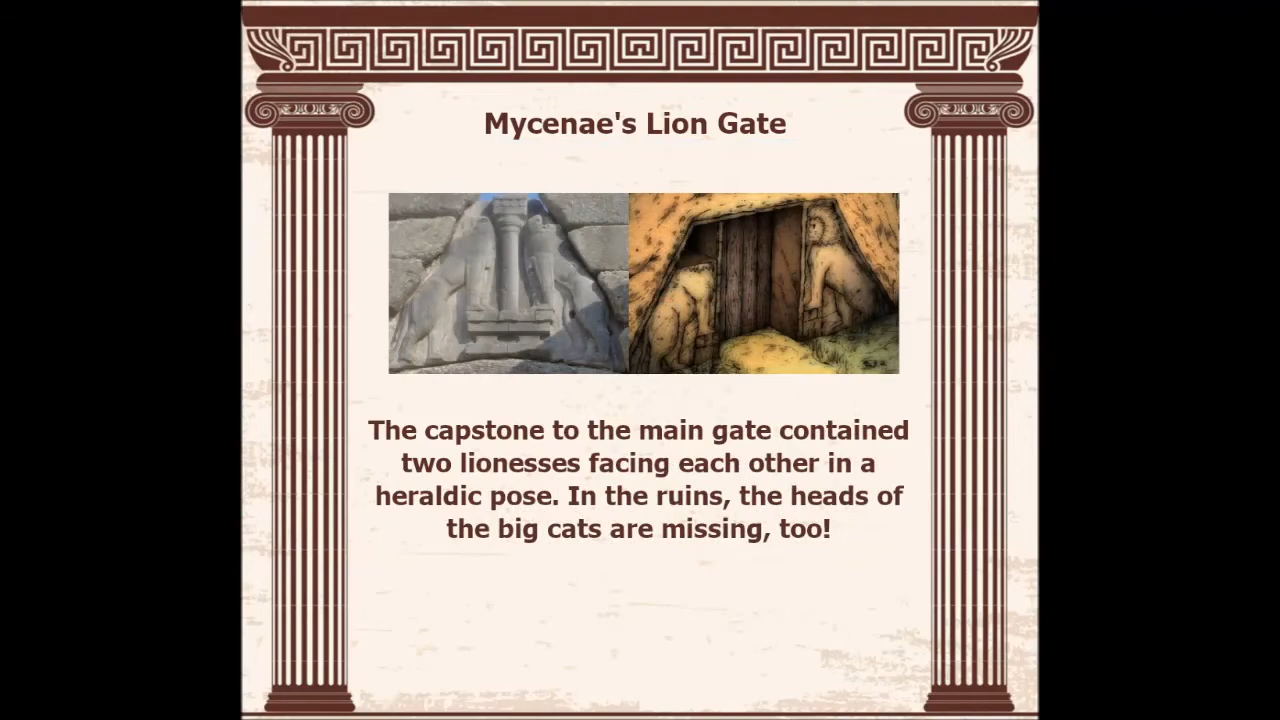 Mycenae's Lion Gate
The capstone to the main gate contained
two lionesses facing each other in a
heraldic pose. In the ruins, the heads of
the big cats are missing, too!